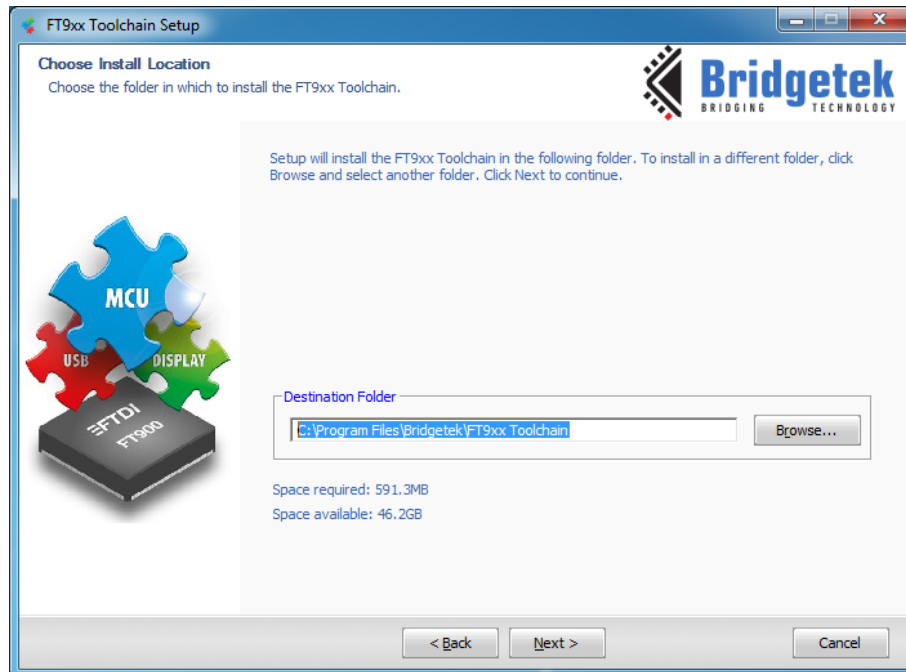 FT9xx Toolchain Setup
Choose Install Location
Choose the folder in which to install the FT9xx Toolchain.
Bridgetek
BRIDGING TECHNOLOGY
Setup will install the FT9xx Toolchain in the following folder. To install in a different folder, click
Browse and select another folder. Click Next to continue.
MCU
USB
DISPLAY
FTDI
FT900
Destination Folder
C:\Program Files\Bridgetek\FT9xx Toolchain
Browse...
Space required: 591.3MB
Space available: 46.2GB
< Back
Next >
Cancel